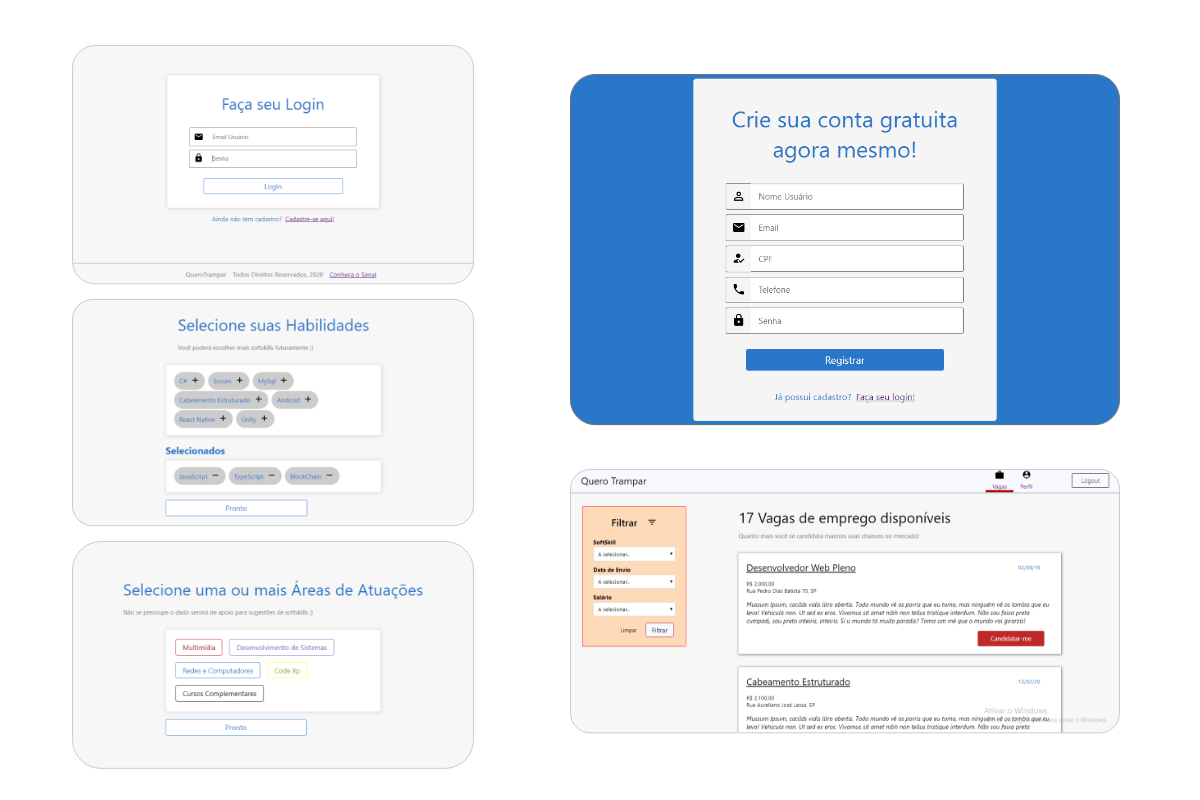 Faça seu Login
Email Usuário
Senha
Login
Ainda não tem cadastro? Cadastre-se aqui!
QueroTrampar Todos Direitos Reservados, 2020 Conheça o Senai
Selecione suas Habilidades
Você poderá escolher mais softskills futuramente ;)
C# + Scrum + MySql +
Cabeamento Estruturado + Android +
React Native + Unity +
Selecionados
JavaScript − TypeScript − BlockChain −
Pronto
Selecione uma ou mais Áreas de Atuações
Não se preocupe o dado servirá de apoio para sugestões de softskills ;)
Multimídia Desenvolvimento de Sistemas
Redes e Computadores Code Xp
Cursos Complementares
Pronto
Crie sua conta gratuita
agora mesmo!
Nome Usuário
Email
CPF
Telefone
Senha
Registrar
Já possui cadastro? Faça seu login!
Quero Trampar
Vagas Perfil
Logout
Filtrar
SoftSkill
A selecionar..
Data de Envio
A selecionar..
Salário
A selecionar..
Limpar Filtrar
17 Vagas de emprego disponíveis
Quanto mais você se candidata maiores suas chances no mercado!
Desenvolvedor Web Pleno 02/08/19
R$ 2.000,00
Rua Pedro Dias Batista 70, SP
Mussum Ipsum, cacilds vidis litro abertis. Todo mundo vê os porris que eu tomo, mas ninguém vê os tombis que eu
levo! Vehicula non. Ut sed ex eros. Vivamus sit amet nibh non tellus tristique interdum. Não sou faixa preta
cumpadi, sou preto inteiris, inteiris. Si u mundo tá muito paradis? Toma um mé que o mundo vai girarzis!
Candidatar-me
Cabeamento Estruturado 12/02/20
R$ 2.100,00
Rua Aureliano José Lessa, SP
Mussum Ipsum, cacilds vidis litro abertis. Todo mundo vê os porris que eu tomo, mas ninguém vê os tombis que eu
levo! Vehicula non. Ut sed ex eros. Vivamus sit amet nibh non tellus tristique interdum. Não sou faixa preta
Ativar o Windows
ativar o Windows.